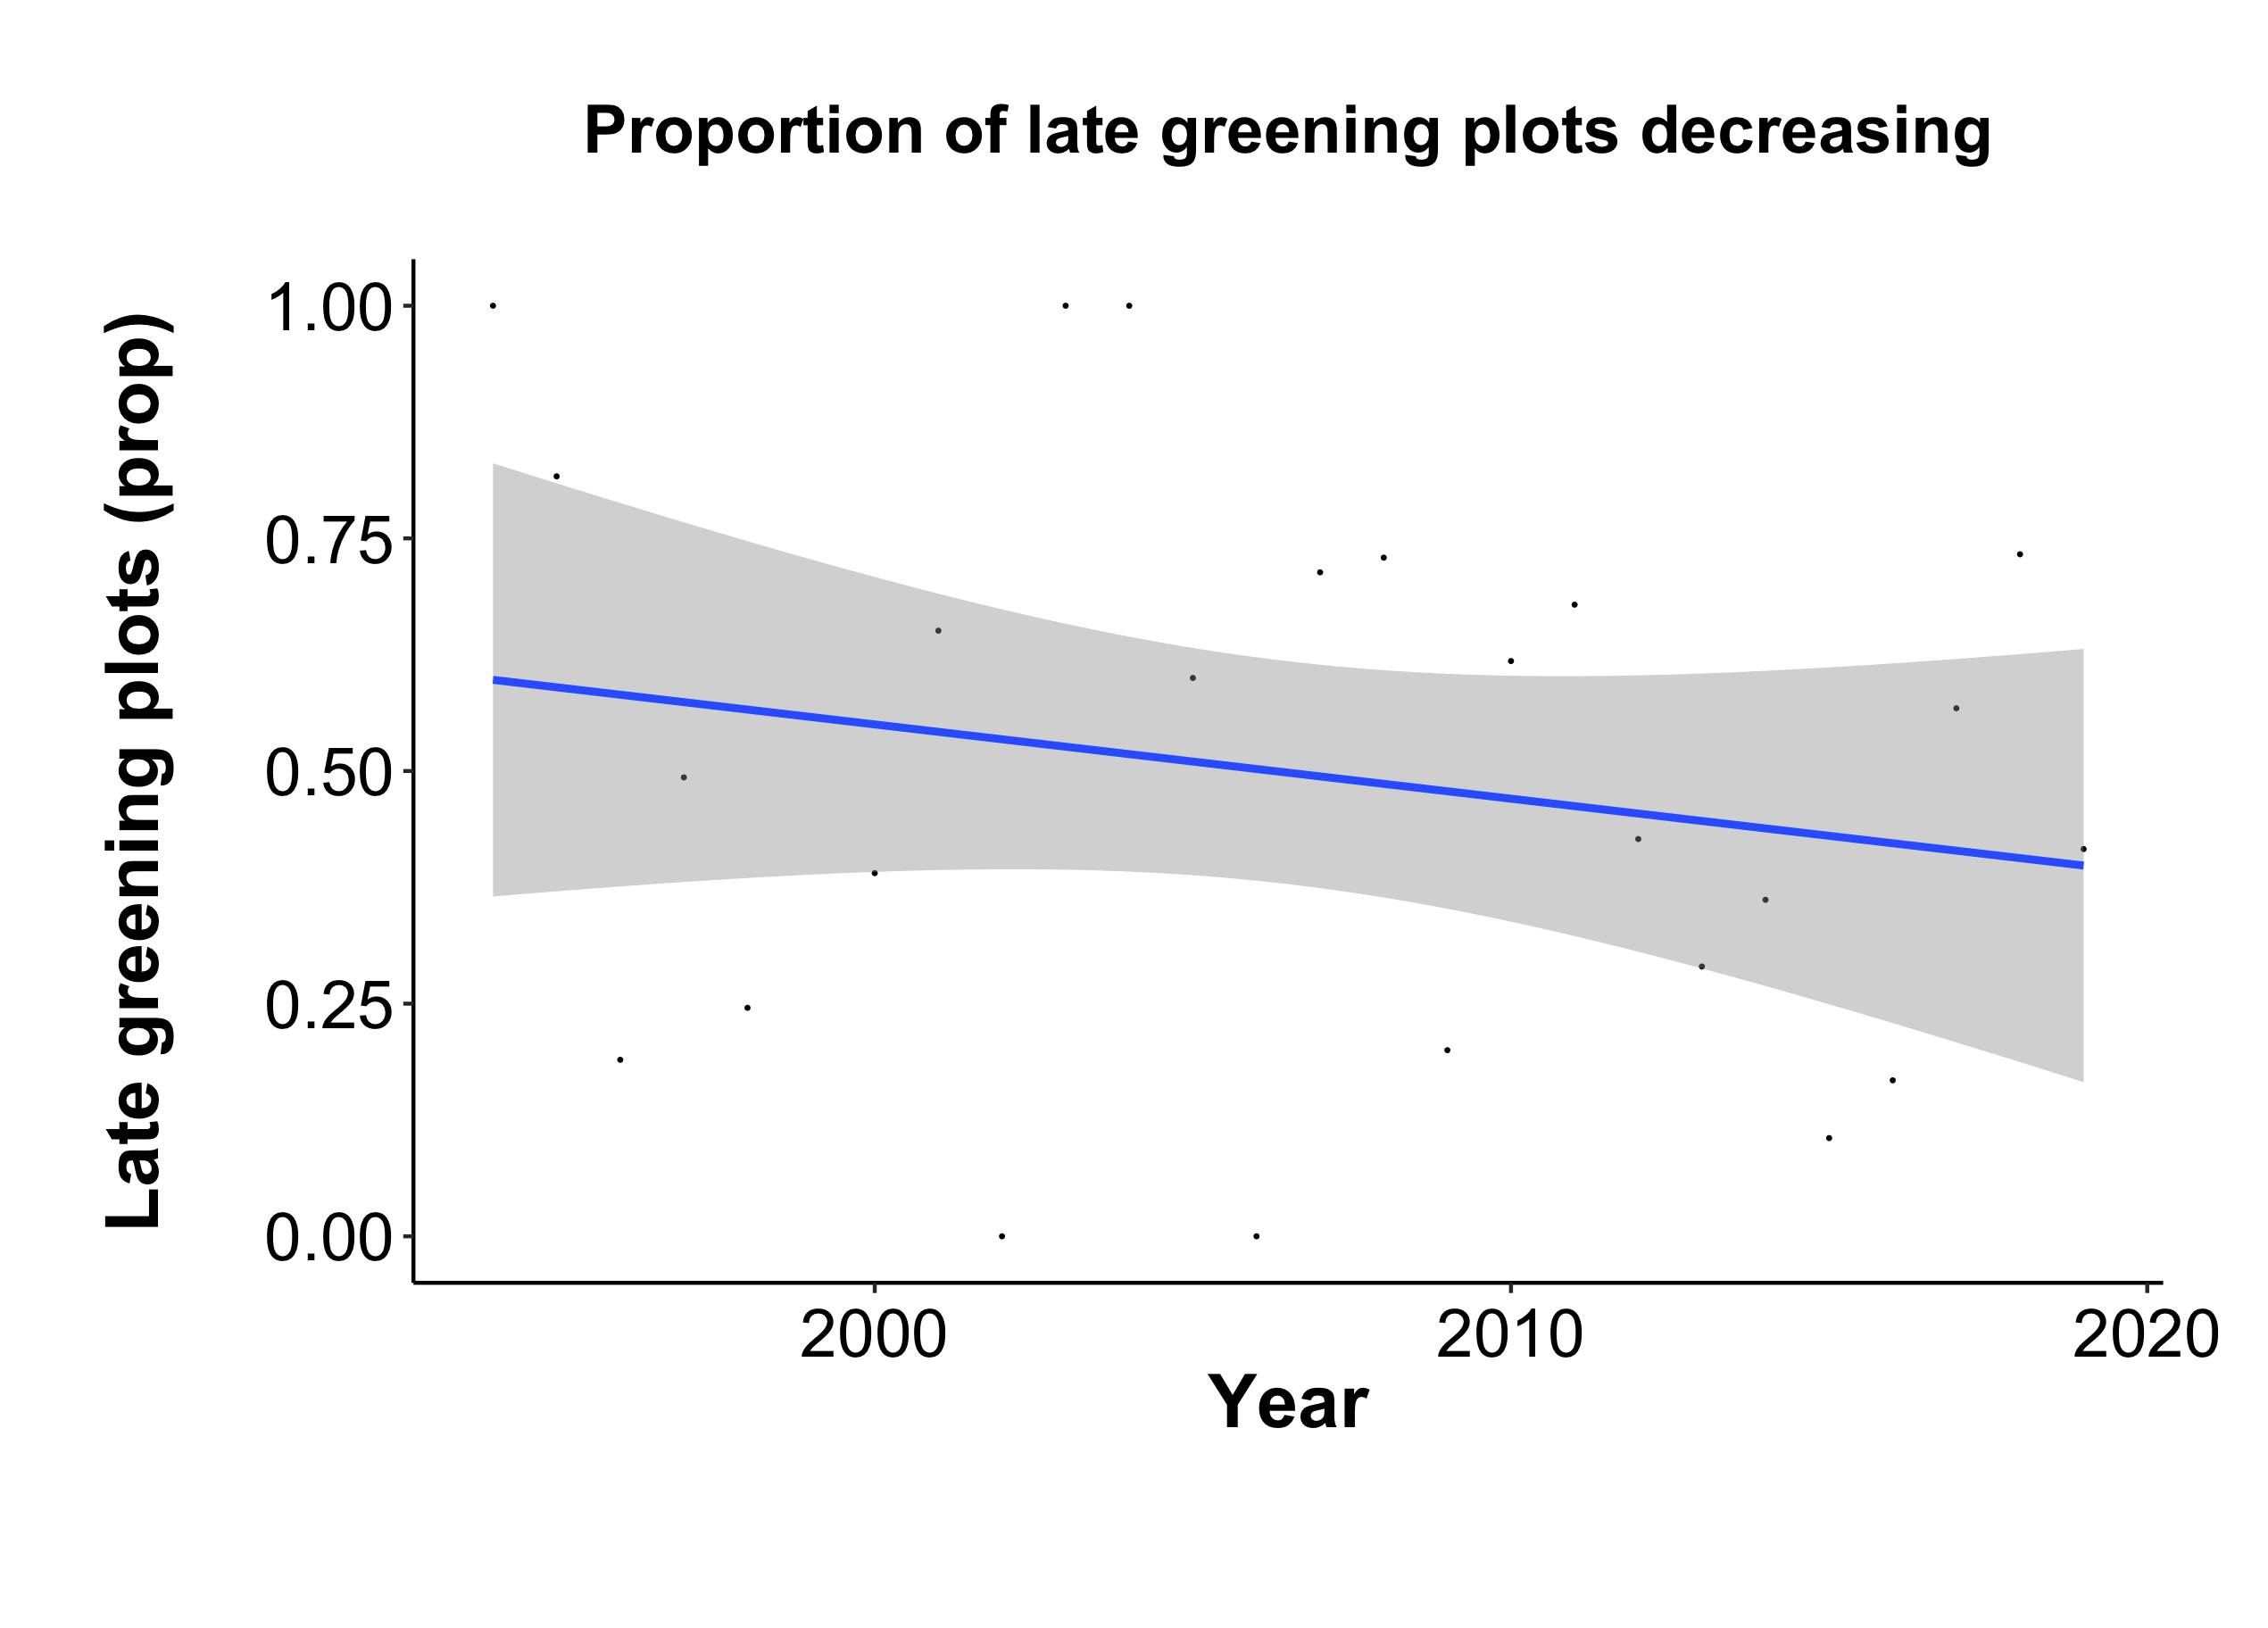 Proportion of late greening plots decreasing
Late greening plots (prop)
1.00
0.75
0.50
0.25
0.00
2000
2010
2020
Year